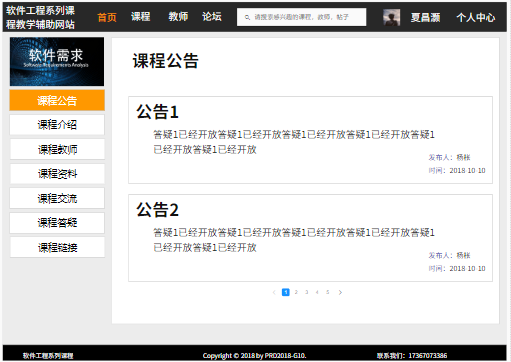 软件工程系列课
程教学辅助网站
首页
课程
教师
论坛
请搜索感兴趣的课程，教师，帖子
夏昌灏
个人中心
软件需求
Software Requirements Analysis
课程公告
课程介绍
课程教师
课程资料
课程交流
课程答疑
课程链接
课程公告
公告1
答疑1已经开放答疑1已经开放答疑1已经开放答疑1已经开放答疑1
已经开放答疑1已经开放
发布人：杨枨
时间：2018-10-10
公告2
答疑1已经开放答疑1已经开放答疑1已经开放答疑1已经开放答疑1
已经开放答疑1已经开放
发布人：杨枨
时间：2018-10-10
< 1 2 3 4 5 >
软件工程系列课程
Copyright © 2018 by PRD2018-G10.
联系我们：17367073386